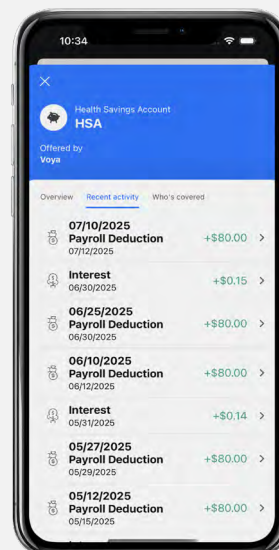 10:34
Health Savings Account
HSA
Offered by
Voya
Overview Recent activity Who's covered
07/10/2025
Payroll Deduction +$80.00
07/12/2025
Interest +$0.15
06/30/2025
06/25/2025
Payroll Deduction +$80.00
06/30/2025
06/10/2025
Payroll Deduction +$80.00
06/12/2025
Interest +$0.14
05/31/2025
05/27/2025
Payroll Deduction +$80.00
05/29/2025
05/12/2025
Payroll Deduction +$80.00
05/15/2025